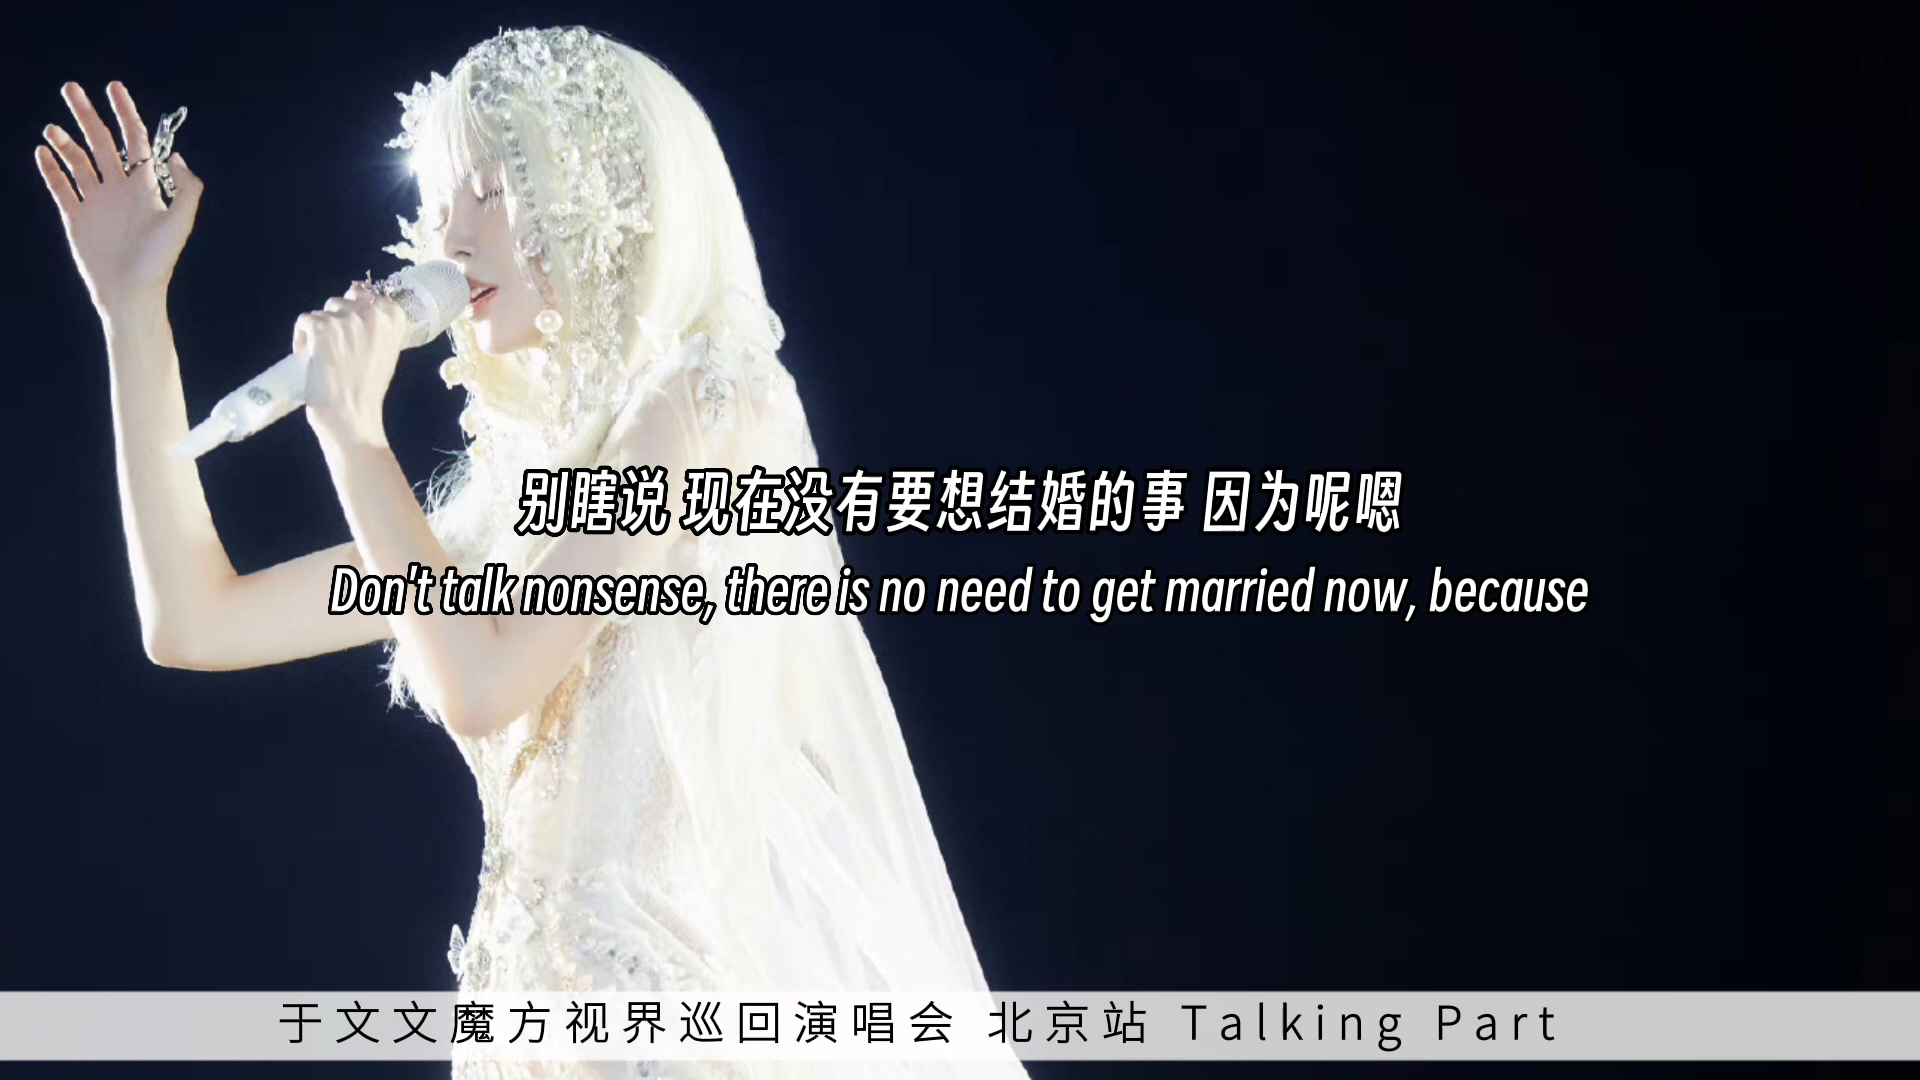 别瞎说 现在没有要想结婚的事 因为呢嗯
Don't talk nonsense, there is no need to get married now, because
于文文魔方视界巡回演唱会 北京站 Talking Part